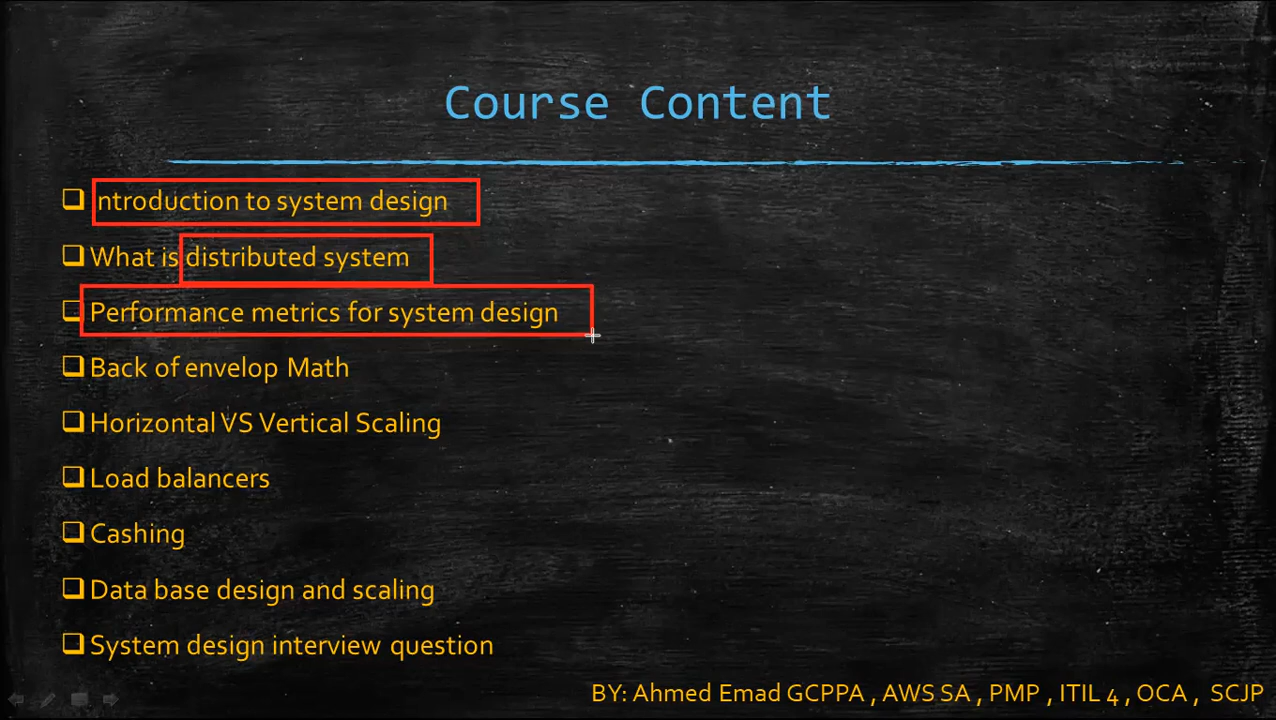 Course Content
Introduction to system design
What is distributed system
Performance metrics for system design
Back of envelop Math
Horizontal VS Vertical Scaling
Load balancers
Cashing
Data base design and scaling
System design interview question
BY: Ahmed Emad GCPPA , AWS SA , PMP , ITIL 4 , OCA , SCJP